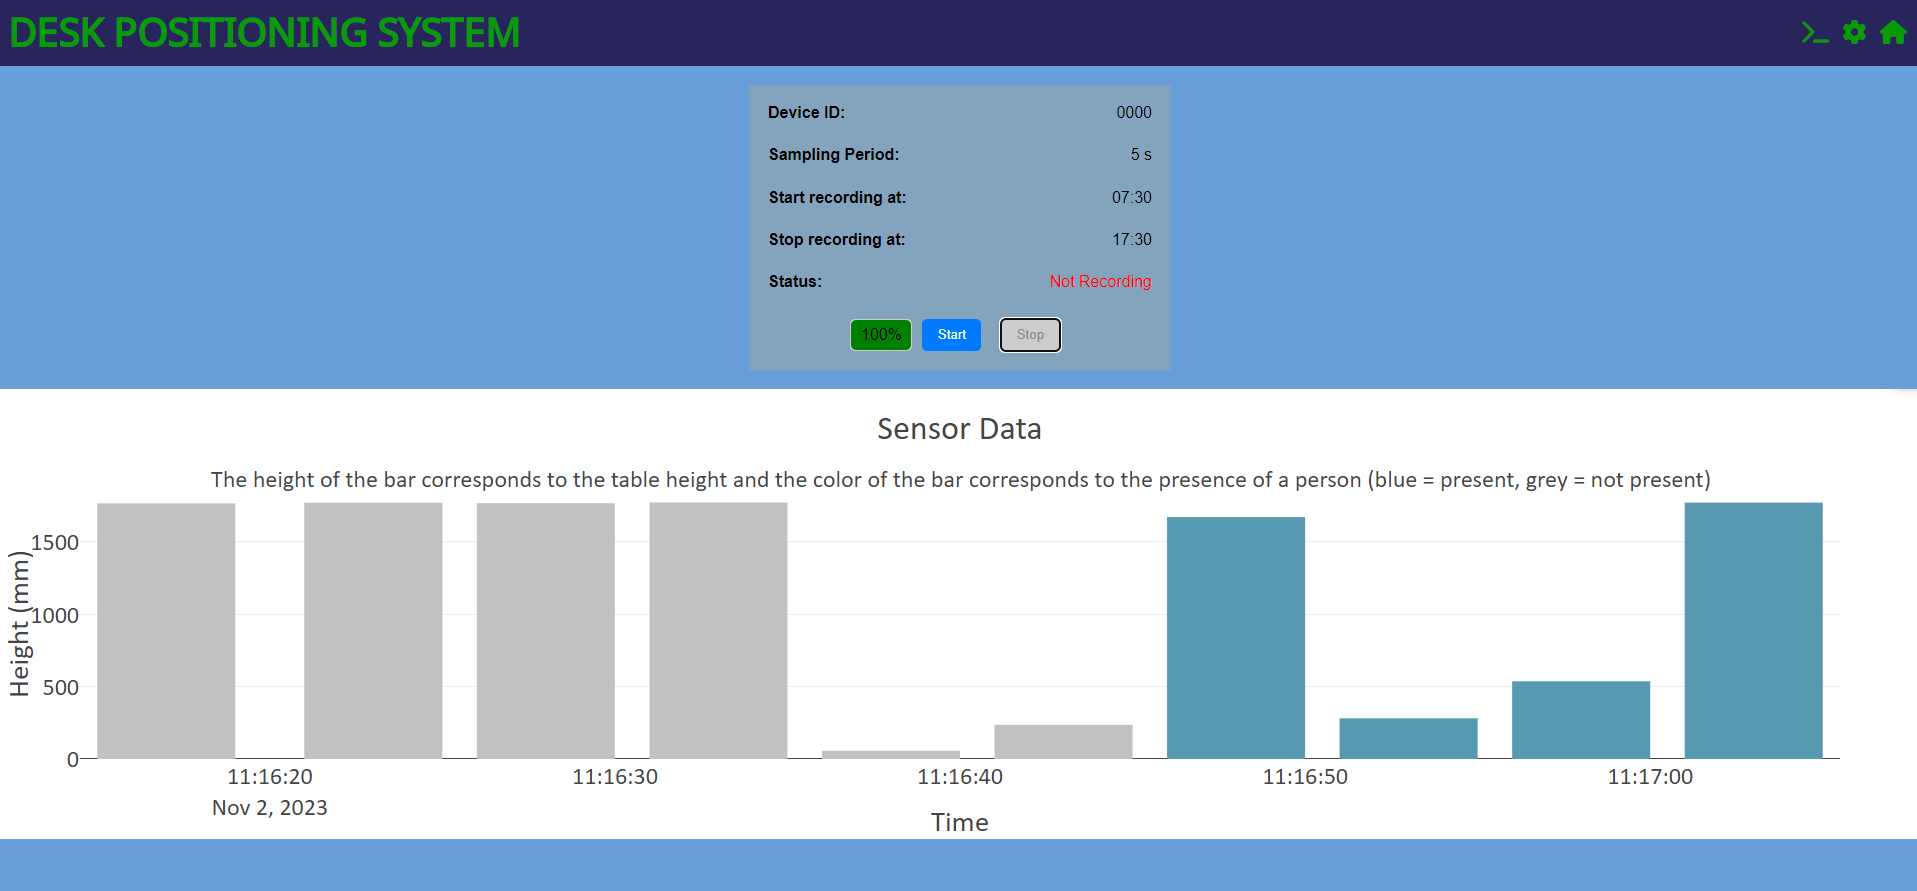 DESK POSITIONING SYSTEM
Device ID: 0000
Sampling Period: 5 s
Start recording at: 07:30
Stop recording at: 17:30
Status: Not Recording
100% Start Stop
Sensor Data
The height of the bar corresponds to the table height and the color of the bar corresponds to the presence of a person (blue = present, grey = not present)
Height (mm)
1500
1000
500
0
11:16:20 11:16:30 11:16:40 11:16:50 11:17:00
Nov 2, 2023
Time